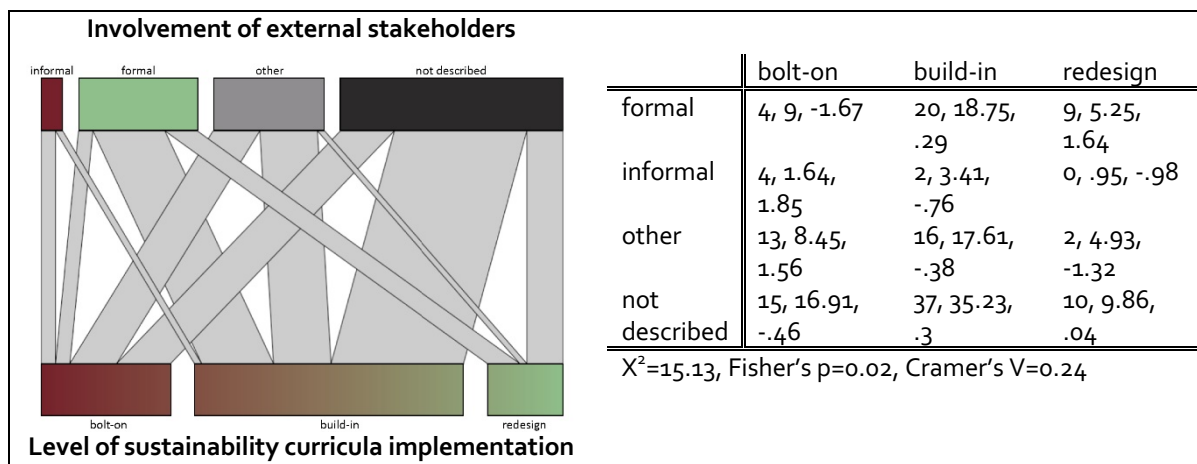 Involvement of external stakeholders
informal formal other not described
bolt-on build-in redesign
Level of sustainability curricula implementation
bolt-on build-in redesign
formal 4, 9, -1.67 20, 18.75, 9, 5.25,
.29 1.64
informal 4, 1.64, 2, 3.41, 0, .95, -.98
1.85 -.76
other 13, 8.45, 16, 17.61, 2, 4.93,
1.56 -.38 -1.32
not 15, 16.91, 37, 35.23, 10, 9.86,
described -.46 .3 .04
X²=15.13, Fisher's p=0.02, Cramer's V=0.24